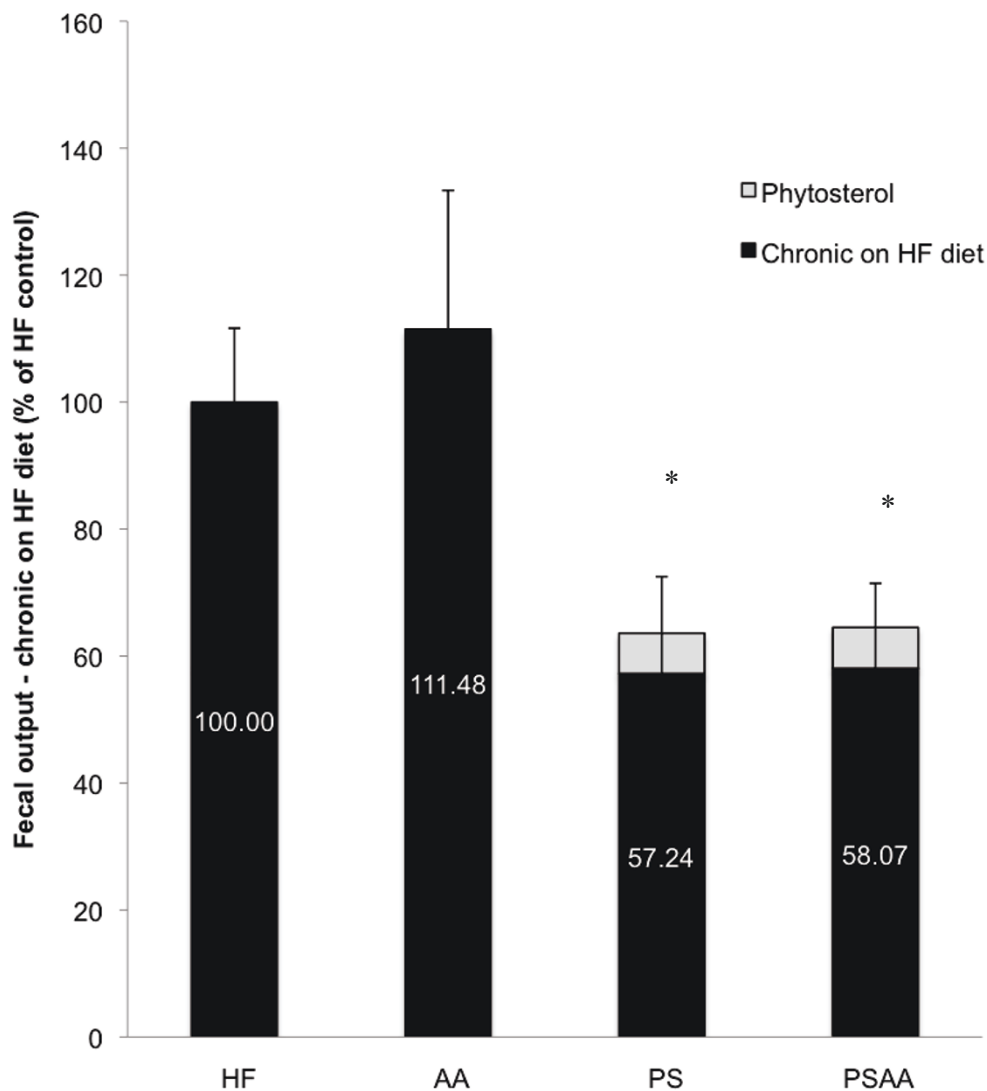 Fecal output - chronic on HF diet (% of HF control)
160
140
120
100
80
60
40
20
0
Phytosterol
Chronic on HF diet
*
*
100.00
111.48
57.24
58.07
HF
AA
PS
PSAA